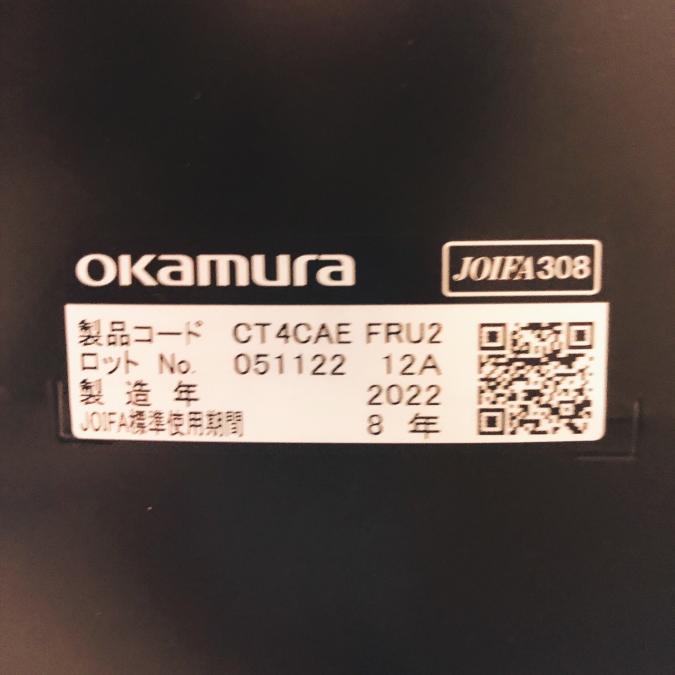 okamura
JOIFA308
製品コード CT4CAE FRU2
ロット No. 051122 12A
製造年 2022
JOIFA標準使用期間 8 年